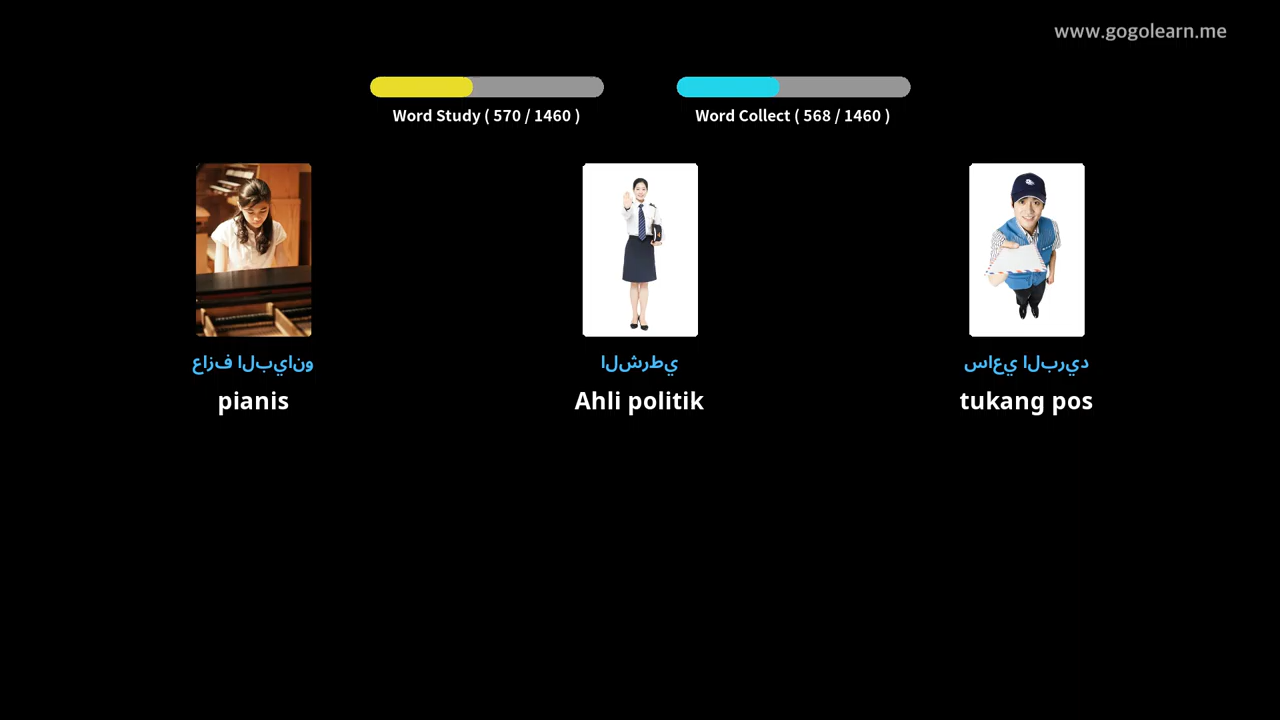 www.gogolearn.me
Word Study ( 570 / 1460 )
Word Collect ( 568 / 1460 )
عازف البيانو
الشرطي
ساعي البريد
pianis
Ahli politik
tukang pos